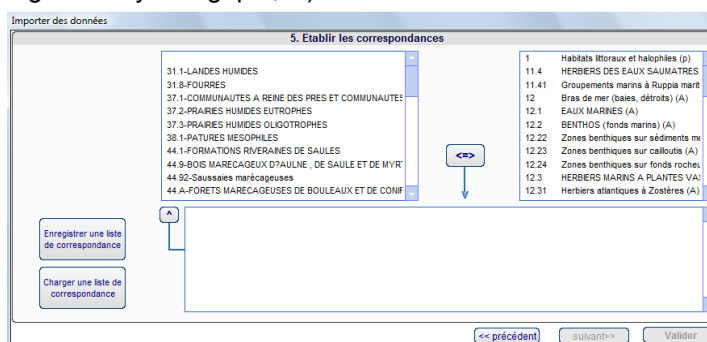 Importer des données
5. Etablir les correspondances
31.1-LANDES HUMIDES
31.8-FOURRES
37.1-COMMUNAUTES A REINE DES PRES ET COMMUNAUTES
37.2-PRAIRIES HUMIDES EUTROPHES
37.3-PRAIRIES HUMIDES OLIGOTROPHES
38.1-PATURES MESOPHILES
44.1-FORMATIONS RIVERAINES DE SAULES
44.9-BOIS MARECAGEUX D?AULNE , DE SAULE ET DE MYRT
44.92-Saussaies marécageuses
44.A-FORETS MARECAGEUSES DE BOULEAUX ET DE CONIF
<=>
1 Habitats littoraux et halophiles (p)
11.4 HERBIERS DES EAUX SAUMATRES
11.41 Groupements marins à Ruppia marit
12 Bras de mer (baies, détroits) (A)
12.1 EAUX MARINES (A)
12.2 BENTHOS (fonds marins) (A)
12.22 Zones benthiques sur sédiments me
12.23 Zones benthiques sur cailloutis (A)
12.24 Zones benthiques sur fonds rocheu
12.3 HERBIERS MARINS A PLANTES VAS
12.31 Herbiers atlantiques à Zostères (A)
^
Enregistrer une liste
de correspondance
Charger une liste de
correspondance
<< précédent
suivant>>
Valider